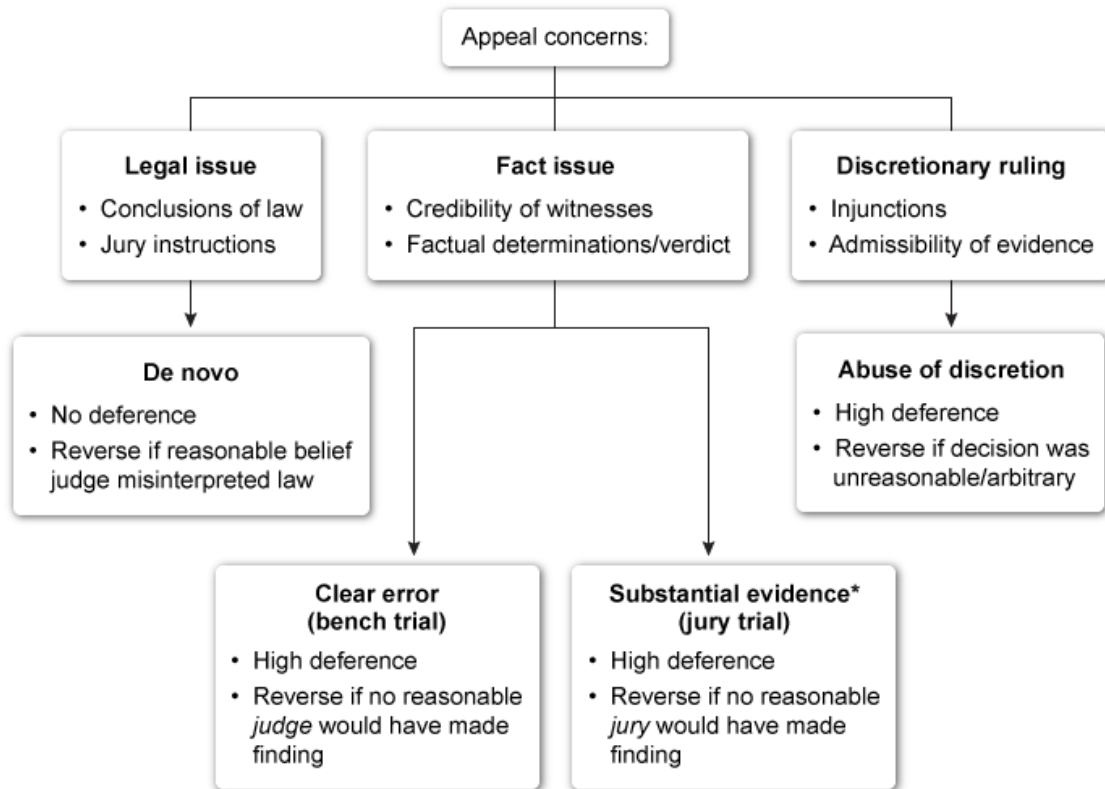 Appeal concerns:
Legal issue
• Conclusions of law
• Jury instructions
Fact issue
• Credibility of witnesses
• Factual determinations/verdict
Discretionary ruling
• Injunctions
• Admissibility of evidence
De novo
• No deference
• Reverse if reasonable belief
judge misinterpreted law
Abuse of discretion
• High deference
• Reverse if decision was
unreasonable/arbitrary
Clear error
(bench trial)
• High deference
• Reverse if no reasonable
judge would have made
finding
Substantial evidence*
(jury trial)
• High deference
• Reverse if no reasonable
jury would have made
finding